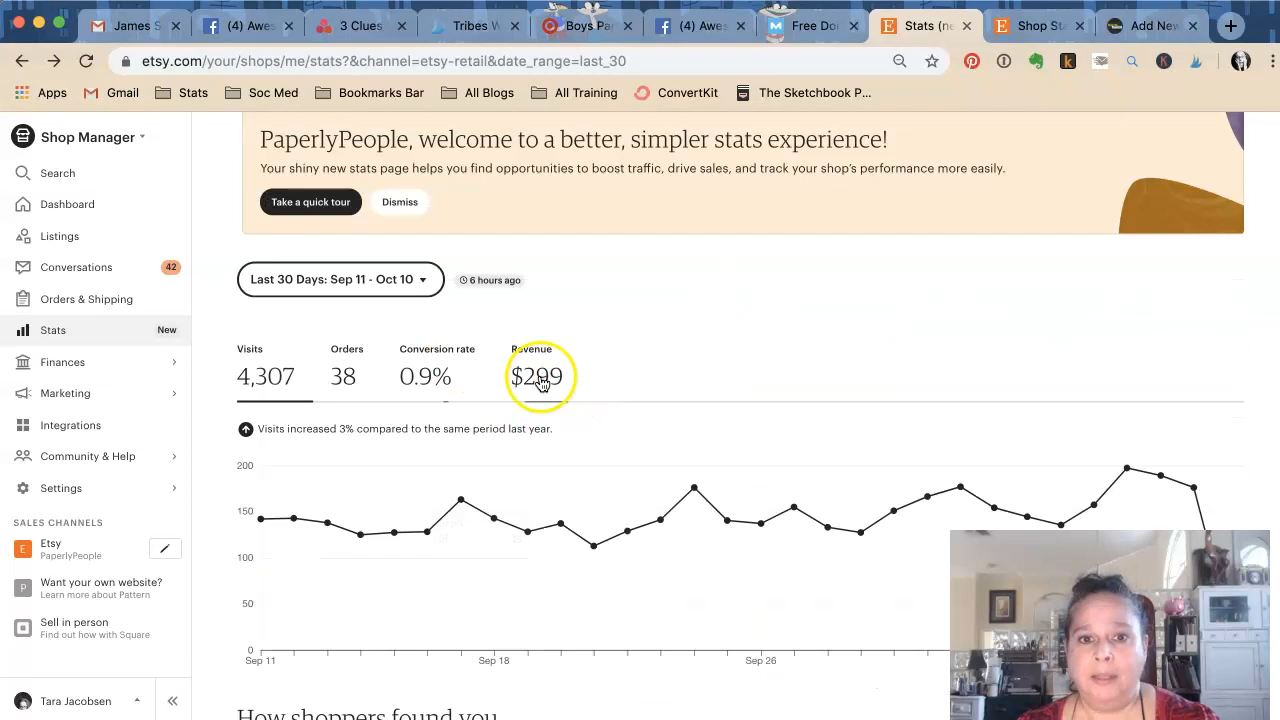 James S
(4) Awes
3 Clues
Tribes W
Boys Pa
(4) Awes
Free Do
Stats (ne
Shop Sta
Add New
etsy.com/your/shops/me/stats?&channel=etsy-retail&date_range=last_30
Apps
Gmail
Stats
Soc Med
Bookmarks Bar
All Blogs
All Training
ConvertKit
The Sketchbook P...
Shop Manager
Search
Dashboard
Listings
Conversations 42
Orders & Shipping
Stats New
Finances
Marketing
Integrations
Community & Help
Settings
SALES CHANNELS
E Etsy
PaperlyPeople
P Want your own website?
Learn more about Pattern
Sell in person
Find out how with Square
Tara Jacobsen
PaperlyPeople, welcome to a better, simpler stats experience!
Your shiny new stats page helps you find opportunities to boost traffic, drive sales, and track your shop's performance more easily.
Take a quick tour
Dismiss
Last 30 Days: Sep 11 - Oct 10
6 hours ago
Visits Orders Conversion rate Revenue
4,307 38 0.9% $299
Visits increased 3% compared to the same period last year.
200
150
100
50
0
Sep 11 Sep 18 Sep 26
How shoppers found you